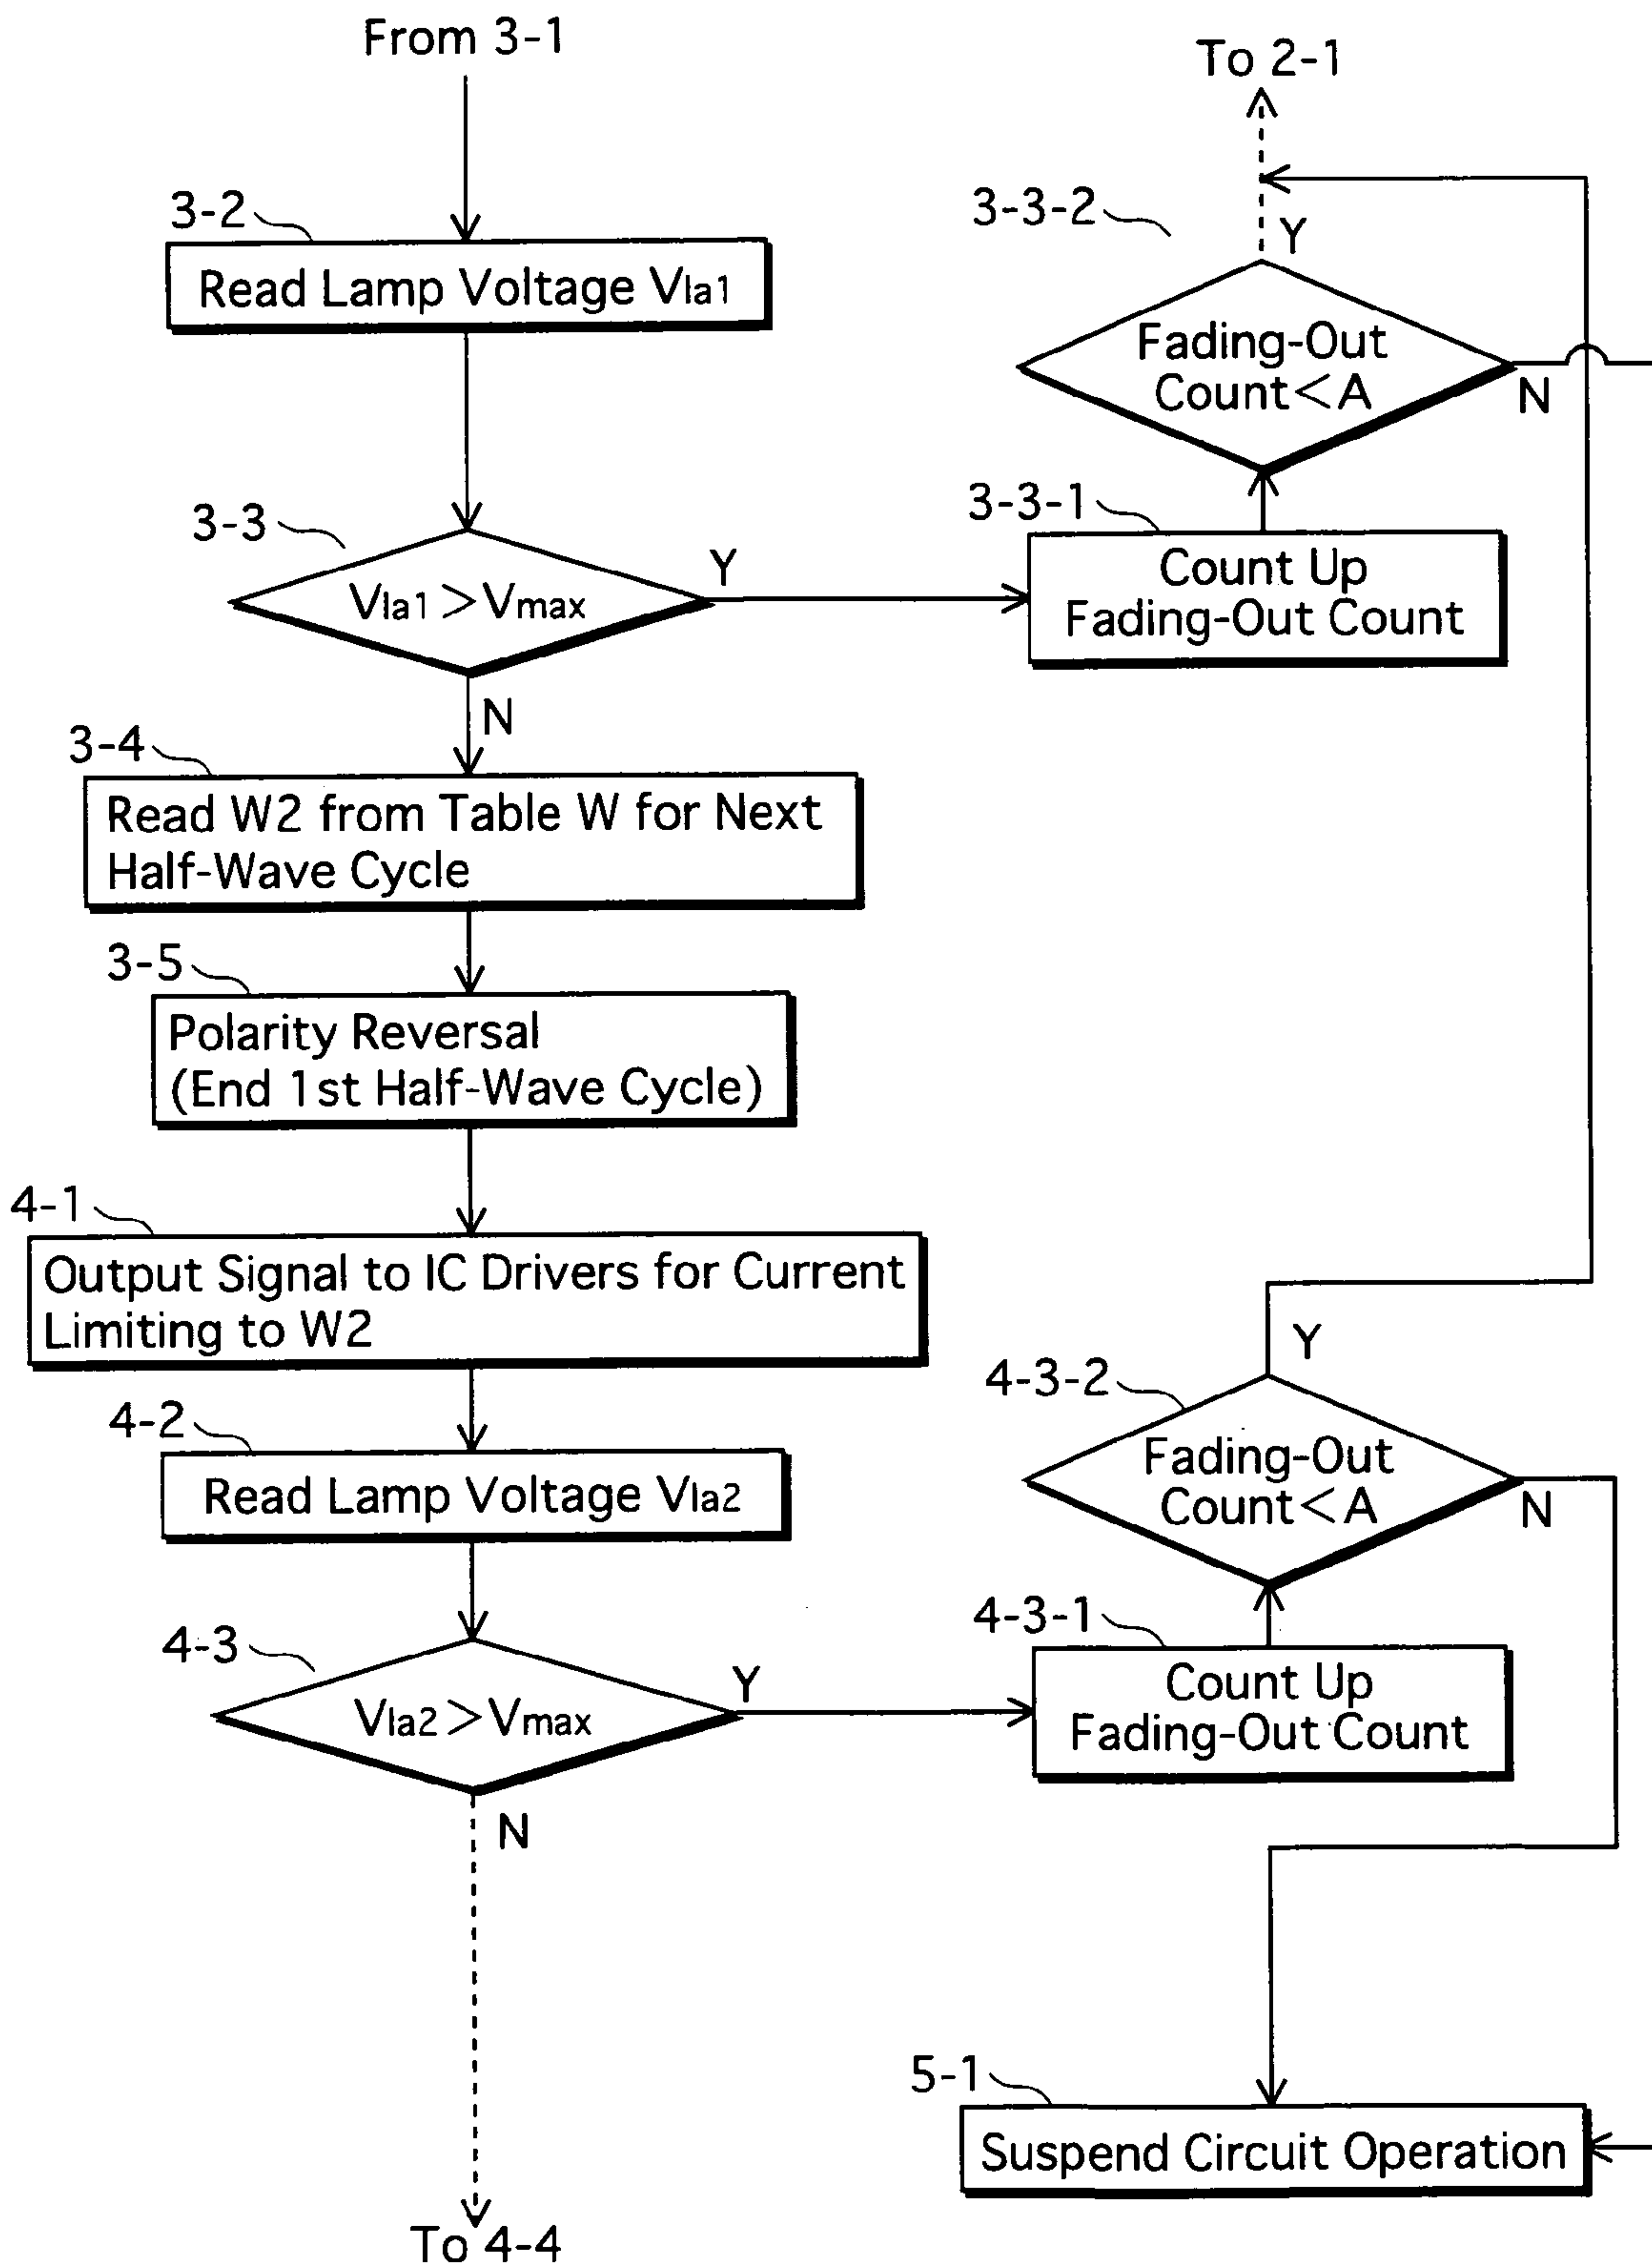 From 3-1
To 2-1
3-2
Read Lamp Voltage Vla1
3-3-2
Y
Fading-Out
Count<A
N
3-3
Vla1>Vmax
Y
3-3-1
Count Up
Fading-Out Count
N
3-4
Read W2 from Table W for Next
Half-Wave Cycle
3-5
Polarity Reversal
(End 1st Half-Wave Cycle)
4-1
Output Signal to IC Drivers for Current
Limiting to W2
4-2
Read Lamp Voltage Vla2
Y
4-3-2
Fading-Out
Count<A
N
4-3
Vla2>Vmax
Y
4-3-1
Count Up
Fading-Out Count
N
5-1
Suspend Circuit Operation
To 4-4